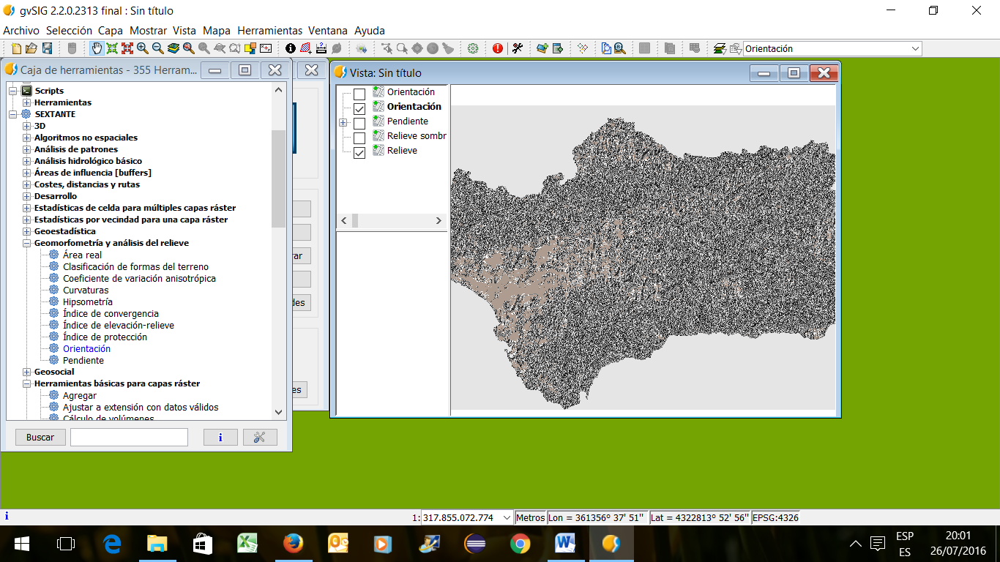 gvSIG 2.2.0.2313 final : Sin título
Archivo Selección Capa Mostrar Vista Mapa Herramientas Ventana Ayuda
Orientación
Caja de herramientas - 355 Herram...
Scripts
Herramientas
SEXTANTE
3D
Algoritmos no espaciales
Análisis de patrones
Análisis hidrológico básico
Áreas de influencia [buffers]
Costes, distancias y rutas
Desarrollo
Estadísticas de celda para múltiples capas ráster
Estadísticas por vecindad para una capa ráster
Geoestadística
Geomorfometría y análisis del relieve
Área real
Clasificación de formas del terreno
Coeficiente de variación anisotrópica
Curvaturas
Hipsometría
Índice de convergencia
Índice de elevación-relieve
Índice de protección
Orientación
Pendiente
Geosocial
Herramientas básicas para capas ráster
Agregar
Ajustar a extensión con datos válidos
Cálculo de volúmenes
Buscar
rar
des
es
Vista: Sin título
Orientación
Orientación
Pendiente
Relieve sombr
Relieve
1: 317.855.072.774 Metros Lon = 361356º 37' 51'' Lat = 4322813º 52' 56'' EPSG:4326
ESP
ES
20:01
26/07/2016